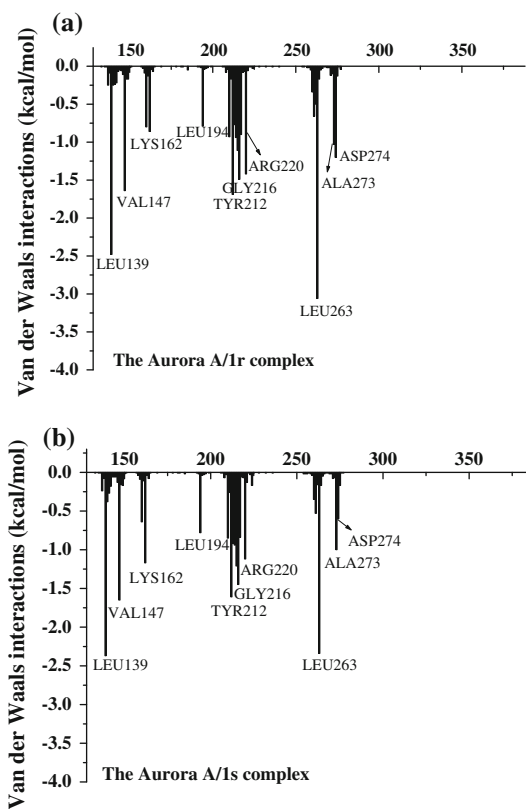 (a)
150 200 250 300 350
Van der Waals interactions (kcal/mol)
0.0
-0.5
-1.0
-1.5
-2.0
-2.5
-3.0
-3.5
-4.0
LEU194
LYS162
ASP274
ARG220
ALA273
GLY216
VAL147
TYR212
LEU139
LEU263
The Aurora A/1r complex
(b)
150 200 250 300 350
Van der Waals interactions (kcal/mol)
0.0
-0.5
-1.0
-1.5
-2.0
-2.5
-3.0
-3.5
-4.0
LEU194
ASP274
ALA273
LYS162
ARG220
GLY216
VAL147
TYR212
LEU139
LEU263
The Aurora A/1s complex